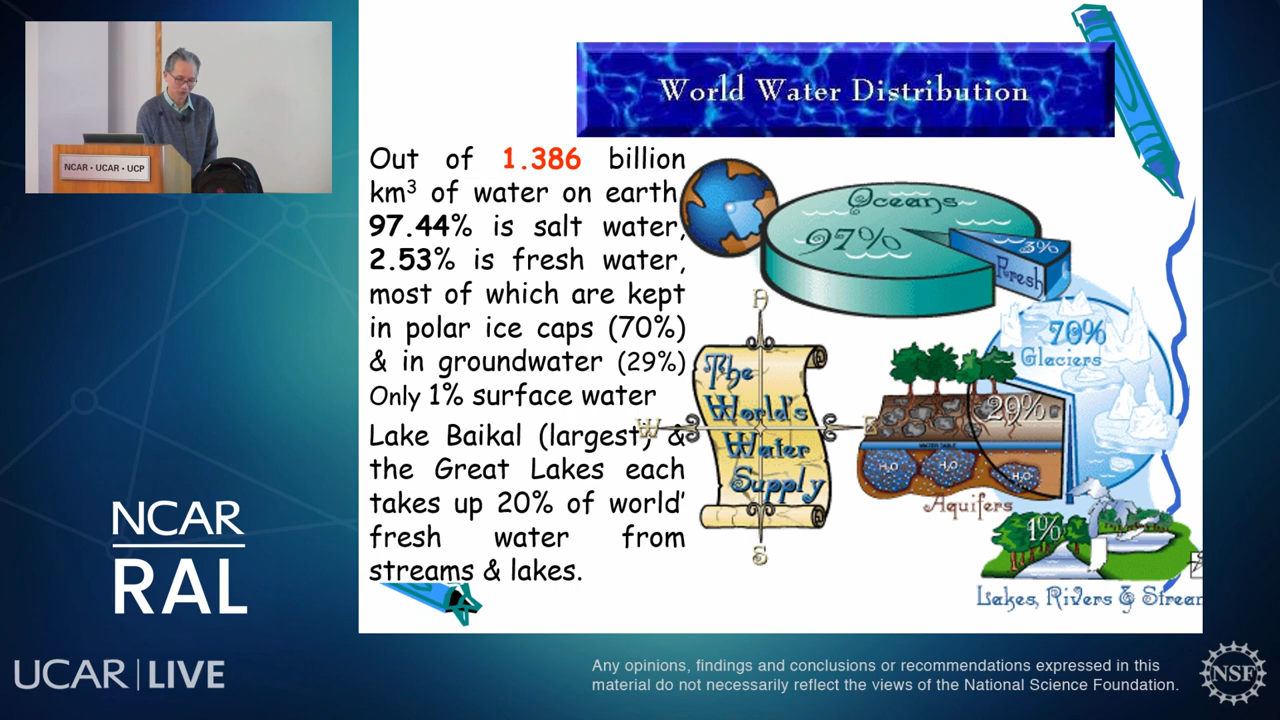 NCAR • UCAR • UCP
World Water Distribution
Out of 1.386 billion
km³ of water on earth
97.44% is salt water,
2.53% is fresh water,
most of which are kept
in polar ice caps (70%)
& in groundwater (29%)
Only 1% surface water
Lake Baikal (largest) &
the Great Lakes each
takes up 20% of world’
fresh water from
streams & lakes.
Oceans
97%
3%
Fresh
70%
Glaciers
29%
WATER TABLE
H₂O
H₂O
H₂O
Aquifers
1%
Lakes, Rivers & Strear
A
W
E
S
The
World's
Water
Supply
NCAR
RAL
UCAR | LIVE
Any opinions, findings and conclusions or recommendations expressed in this
material do not necessarily reflect the views of the National Science Foundation.
NSF